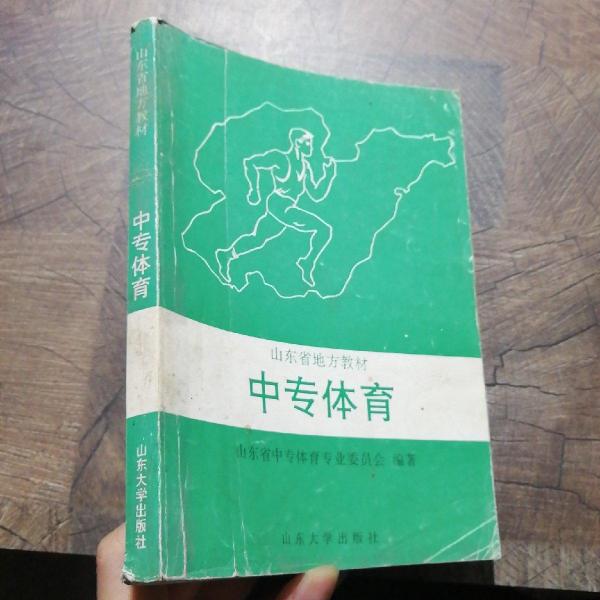 山东省地方教材
中专体育
山东大学出版社
山东省地方教材
中专体育
山东省中专体育专业委员会 编著
山东大学出版社